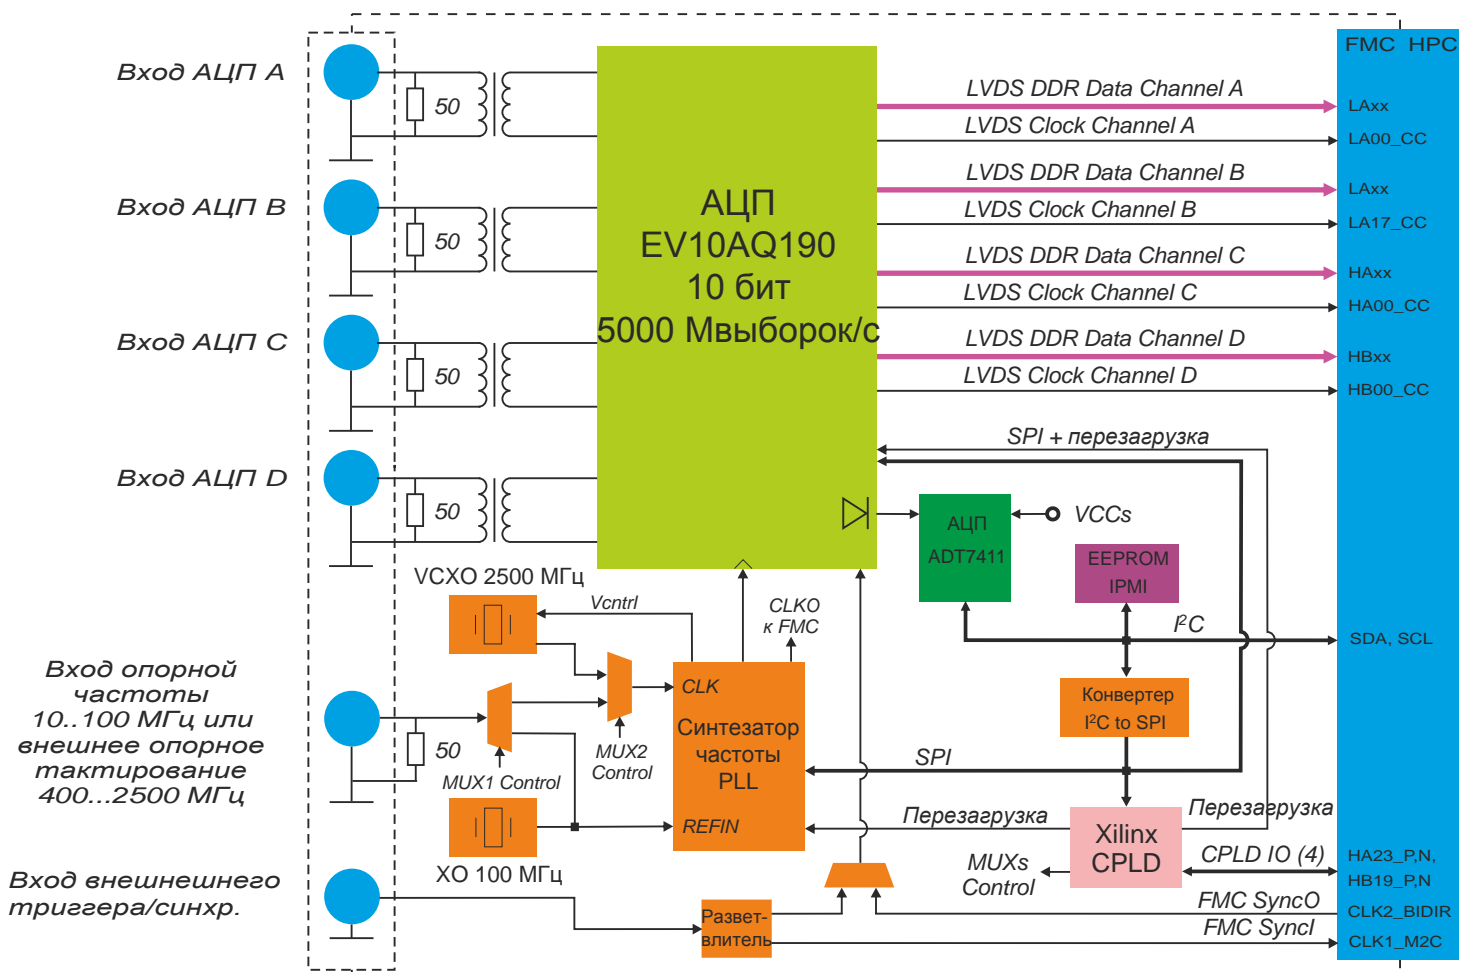 FMC HPC
Вход АЦП A
50
LVDS DDR Data Channel A
LAxx
LVDS Clock Channel A
LA00_CC
Вход АЦП B
50
LVDS DDR Data Channel B
LAxx
LVDS Clock Channel B
LA17_CC
АЦП
EV10AQ190
10 бит
5000 Мвыборок/с
LVDS DDR Data Channel C
HAxx
LVDS Clock Channel C
HA00_CC
Вход АЦП C
50
LVDS DDR Data Channel D
HBxx
LVDS Clock Channel D
HB00_CC
Вход АЦП D
50
SPI + перезагрузка
АЦП
ADT7411
VCCs
EEPROM
IPMI
I²C
SDA, SCL
VCXO 2500 МГц
Vcntrl
CLKO
к FMC
Вход опорной
частоты
10..100 МГц или
внешнее опорное
тактирование
400...2500 МГц
50
MUX1 Control
MUX2
Control
CLK
Синтезатор
частоты
PLL
REFIN
Конвертер
I²C to SPI
SPI
Перезагрузка
Перезагрузка
Xilinx
CPLD
MUXs
Control
CPLD IO (4)
HA23_P,N,
HB19_P,N
XO 100 МГц
Вход внешнешнего
триггера/синхр.
Развет-
влитель
FMC SyncO
CLK2_BIDIR
FMC SyncI
CLK1_M2C